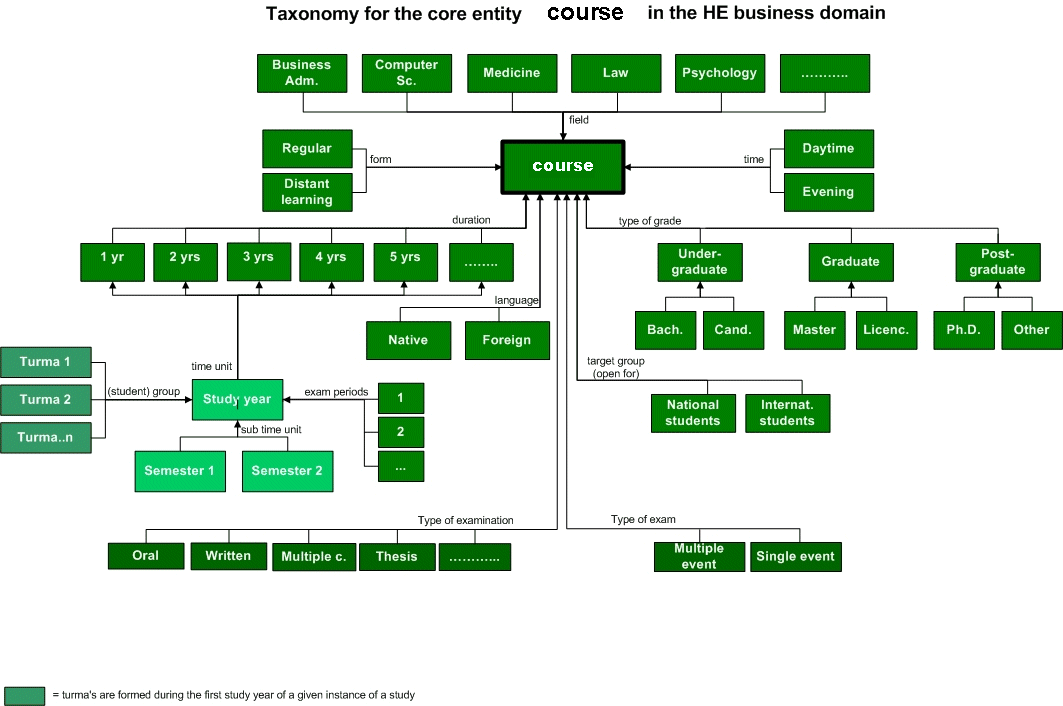 Taxonomy for the core entity course in the HE business domain
Business
Adm.
Computer
Sc.
Medicine
Law
Psychology
...........
field
Regular
form
Distant
learning
course
time
Daytime
Evening
duration
1 yr
2 yrs
3 yrs
4 yrs
5 yrs
........
type of grade
Under-
graduate
Graduate
Post-
graduate
language
Native
Foreign
Bach.
Cand.
Master
Licenc.
Ph.D.
Other
Turma 1
Turma 2
Turma..n
(student) group
time unit
Study year
exam periods
1
2
...
sub time unit
Semester 1
Semester 2
target group
(open for)
National
students
Internat.
students
Type of examination
Oral
Written
Multiple c.
Thesis
............
Type of exam
Multiple
event
Single event
= turma's are formed during the first study year of a given instance of a study